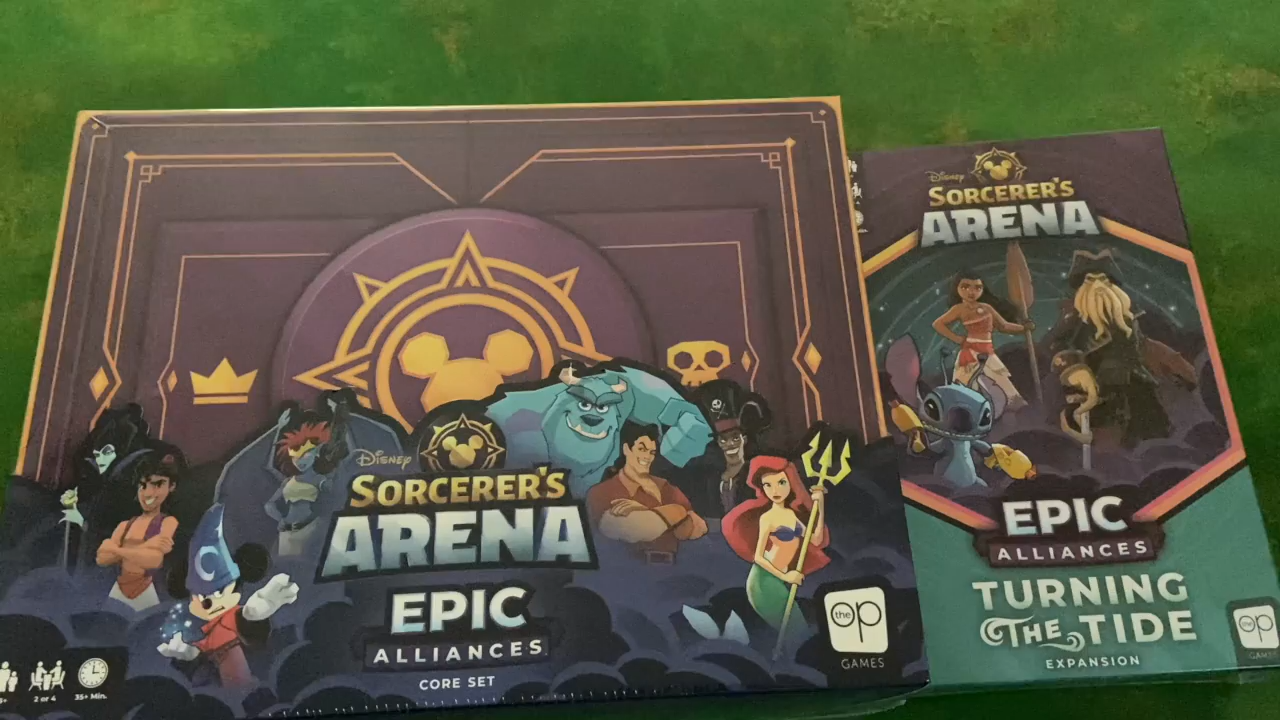 Disney
SORCERER'S
ARENA
EPIC
ALLIANCES
CORE SET
2 or 4
35+ Min.
the op
GAMES
Disney
SORCERER'S
ARENA
EPIC
ALLIANCES
TURNING
THE TIDE
EXPANSION
the op